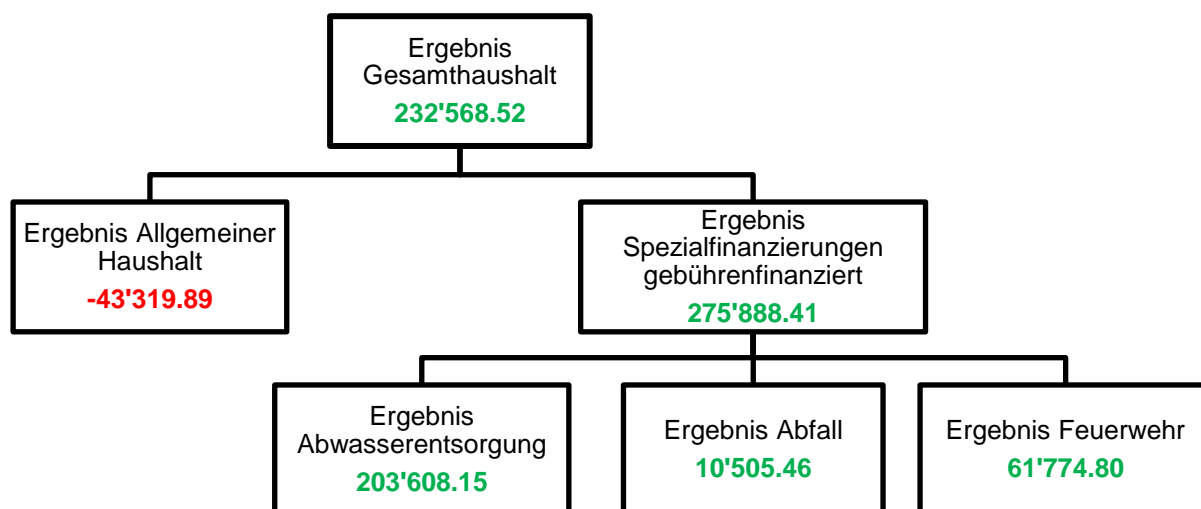 Ergebnis
Gesamthaushalt
232'568.52
Ergebnis Allgemeiner
Haushalt
-43'319.89
Ergebnis
Spezialfinanzierungen
gebührenfinanziert
275'888.41
Ergebnis
Abwasserentsorgung
203'608.15
Ergebnis Abfall
10'505.46
Ergebnis Feuerwehr
61'774.80